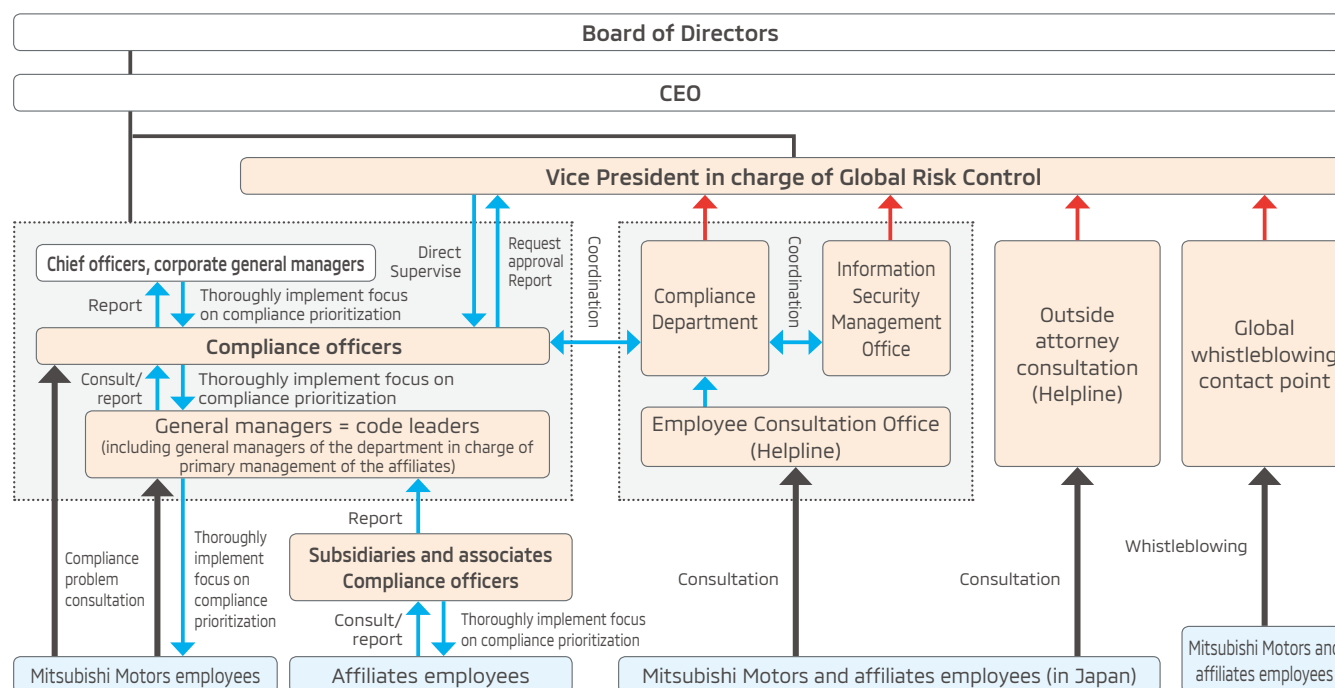 Board of Directors
CEO
Vice President in charge of Global Risk Control
Chief officers, corporate general managers
Direct
Supervise
Request
approval
Report
Coordination
Report
Thoroughly implement focus
on compliance prioritization
Compliance officers
Consult/
report
Thoroughly implement focus on
compliance prioritization
General managers = code leaders
(including general managers of the department in charge of
primary management of the affiliates)
Compliance
Department
Coordination
Information
Security
Management
Office
Employee Consultation Office
(Helpline)
Outside
attorney
consultation
(Helpline)
Global
whistleblowing
contact point
Compliance
problem
consultation
Thoroughly
implement
focus on
compliance
prioritization
Report
Subsidiaries and associates
Compliance officers
Consult/
report
Thoroughly implement focus
on compliance prioritization
Consultation
Consultation
Whistleblowing
Mitsubishi Motors employees
Affiliates employees
Mitsubishi Motors and affiliates employees (in Japan)
Mitsubishi Motors and
affiliates employees